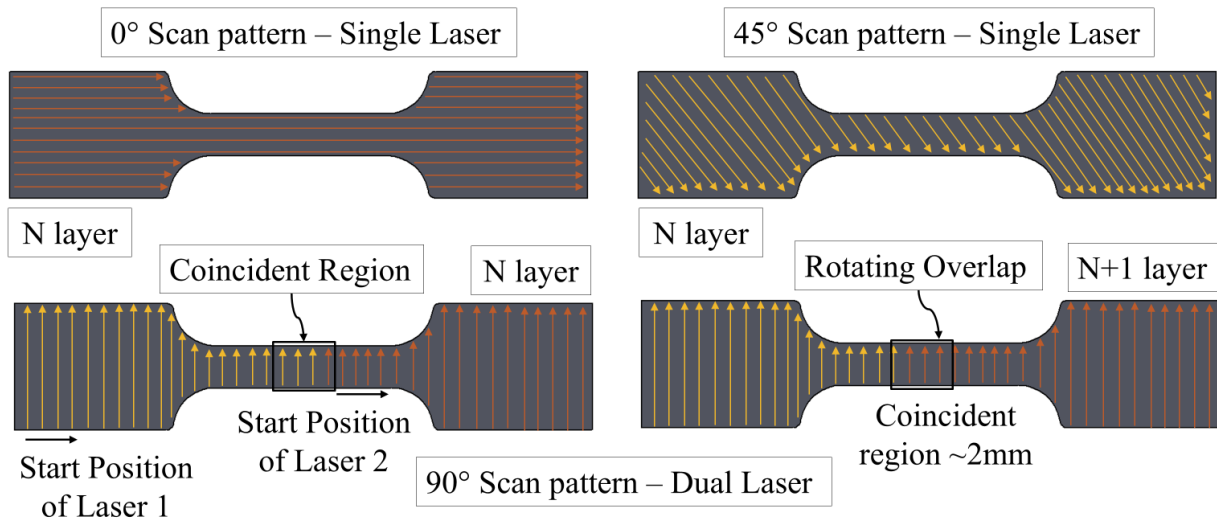 0° Scan pattern – Single Laser
45° Scan pattern – Single Laser
N layer
N layer
Coincident Region
N layer
Rotating Overlap
N+1 layer
Start Position
of Laser 1
Start Position
of Laser 2
Coincident
region ~2mm
90° Scan pattern – Dual Laser